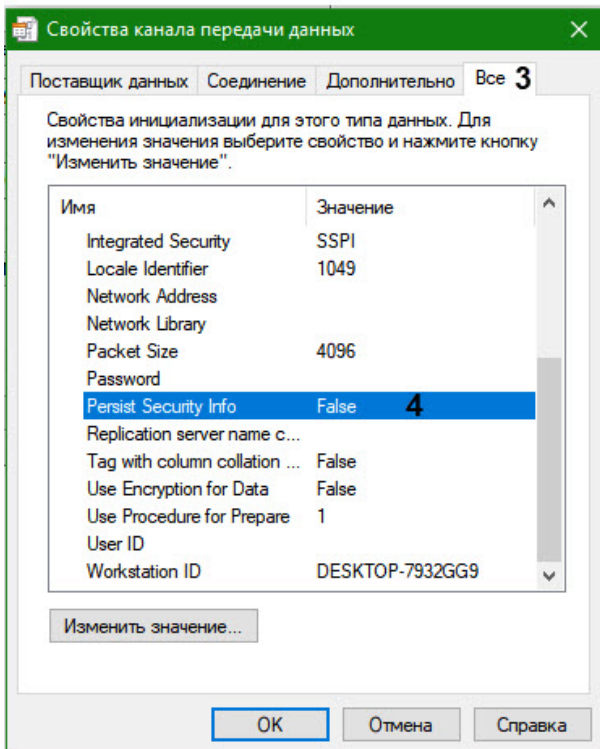 Свойства канала передачи данных
Поставщик данных Соединение Дополнительно Все 3
Свойства инициализации для этого типа данных. Для
изменения значения выберите свойство и нажмите кнопку
"Изменить значение".
Имя Значение
Integrated Security SSPI
Locale Identifier 1049
Network Address
Network Library
Packet Size 4096
Password
Persist Security Info False 4
Replication server name c...
Tag with column collation ... False
Use Encryption for Data False
Use Procedure for Prepare 1
User ID
Workstation ID DESKTOP-7932GG9
Изменить значение...
OK Отмена Справка